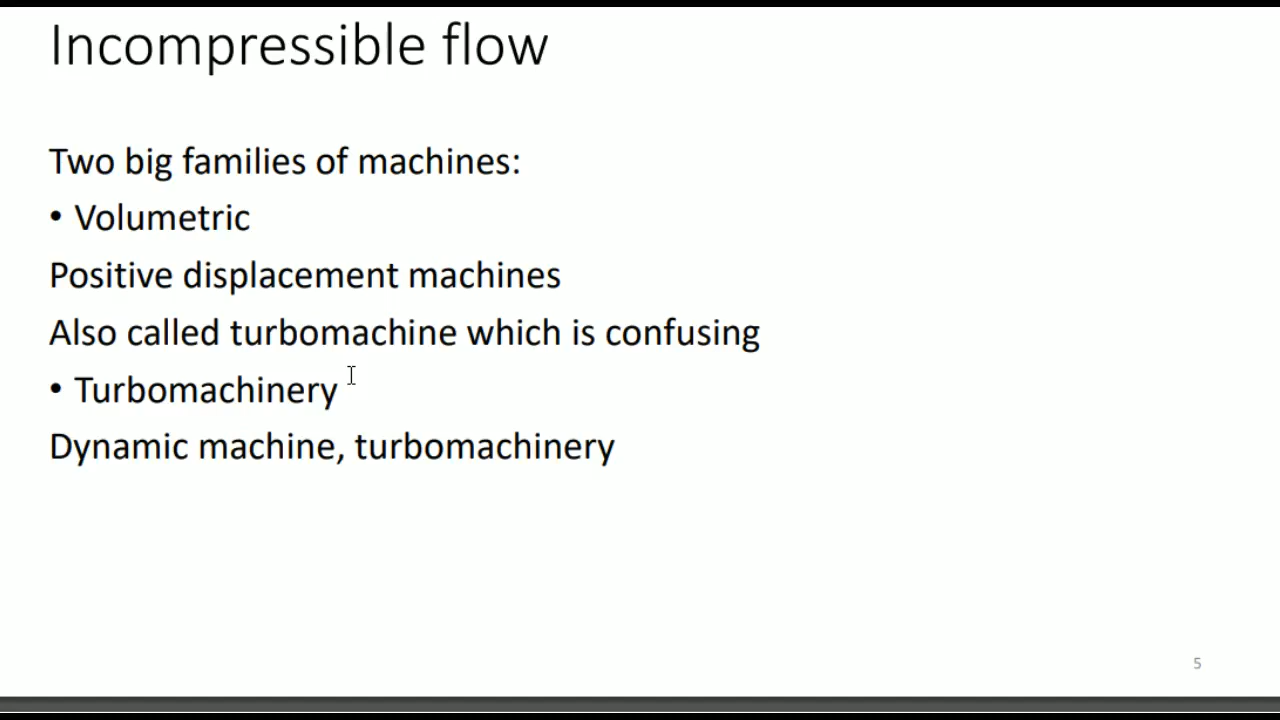 Incompressible flow
Two big families of machines:
• Volumetric
Positive displacement machines
Also called turbomachine which is confusing
• Turbomachinery
Dynamic machine, turbomachinery
5